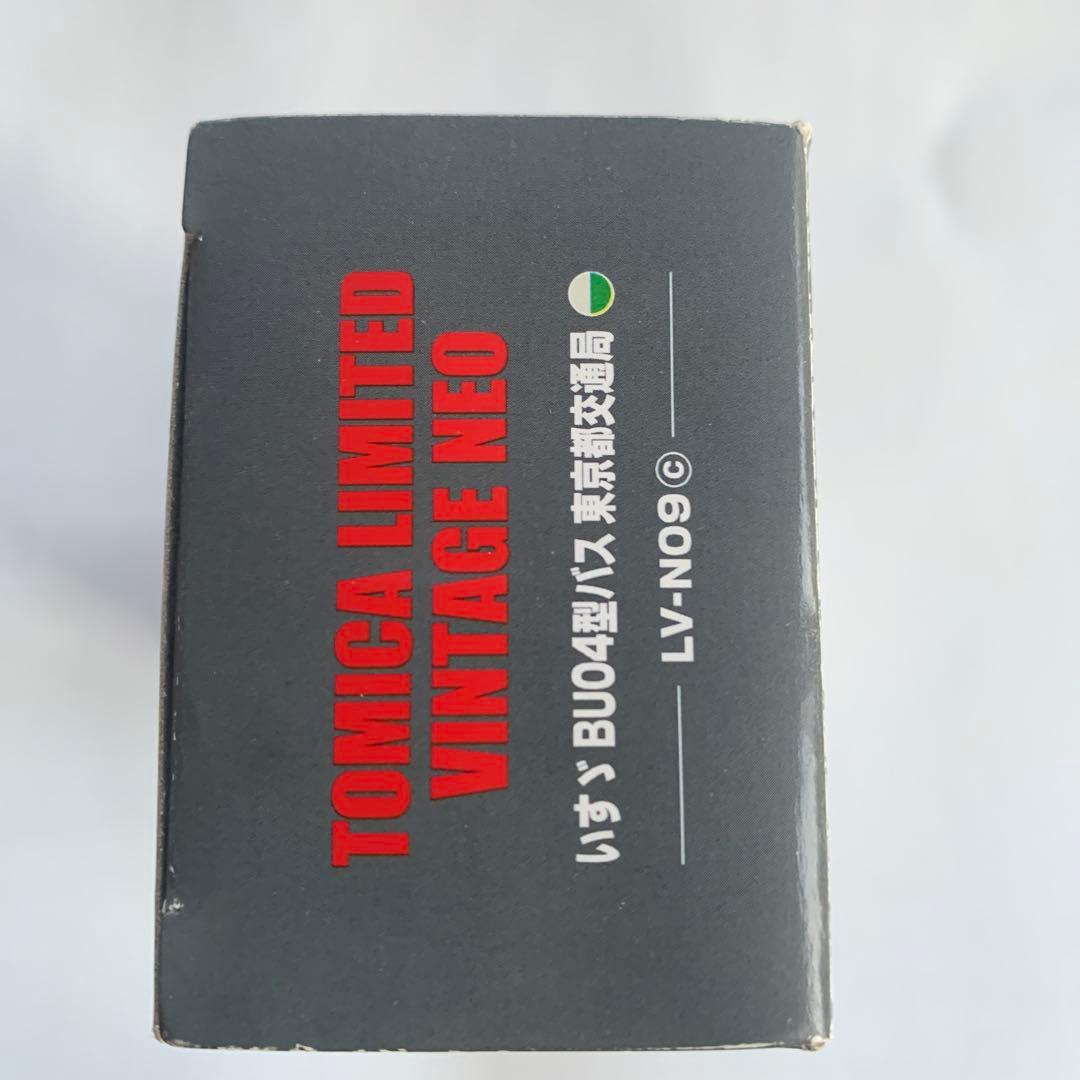 TOMICA LIMITED
VINTAGE NEO
いすゞBU04型バス 東京都交通局
LV-N09 ⓒ